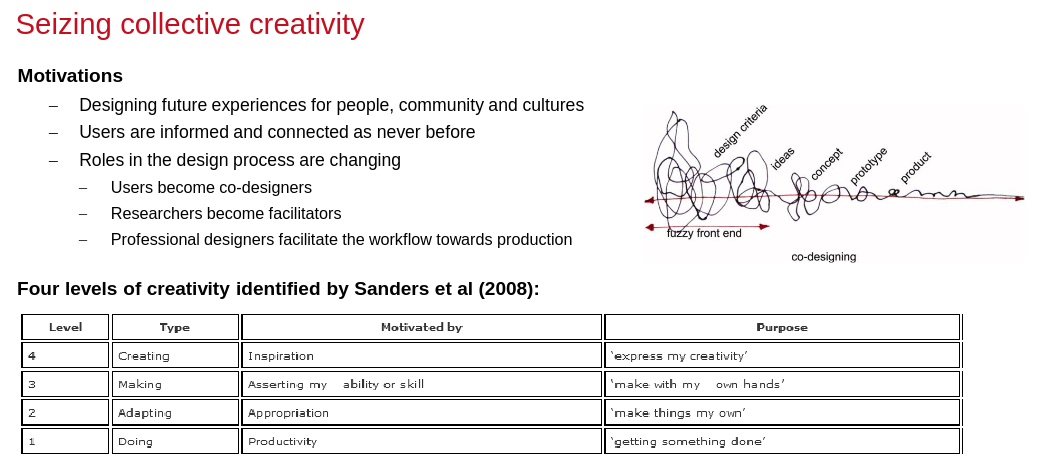 Seizing collective creativity
Motivations
– Designing future experiences for people, community and cultures
– Users are informed and connected as never before
– Roles in the design process are changing
– Users become co-designers
– Researchers become facilitators
– Professional designers facilitate the workflow towards production
design criteria
ideas
concept
prototype
product
fuzzy front end
co-designing
Four levels of creativity identified by Sanders et al (2008):
Level Type Motivated by Purpose
4 Creating Inspiration ‘express my creativity’
3 Making Asserting my ability or skill ‘make with my own hands’
2 Adapting Appropriation ‘make things my own’
1 Doing Productivity ‘getting something done’